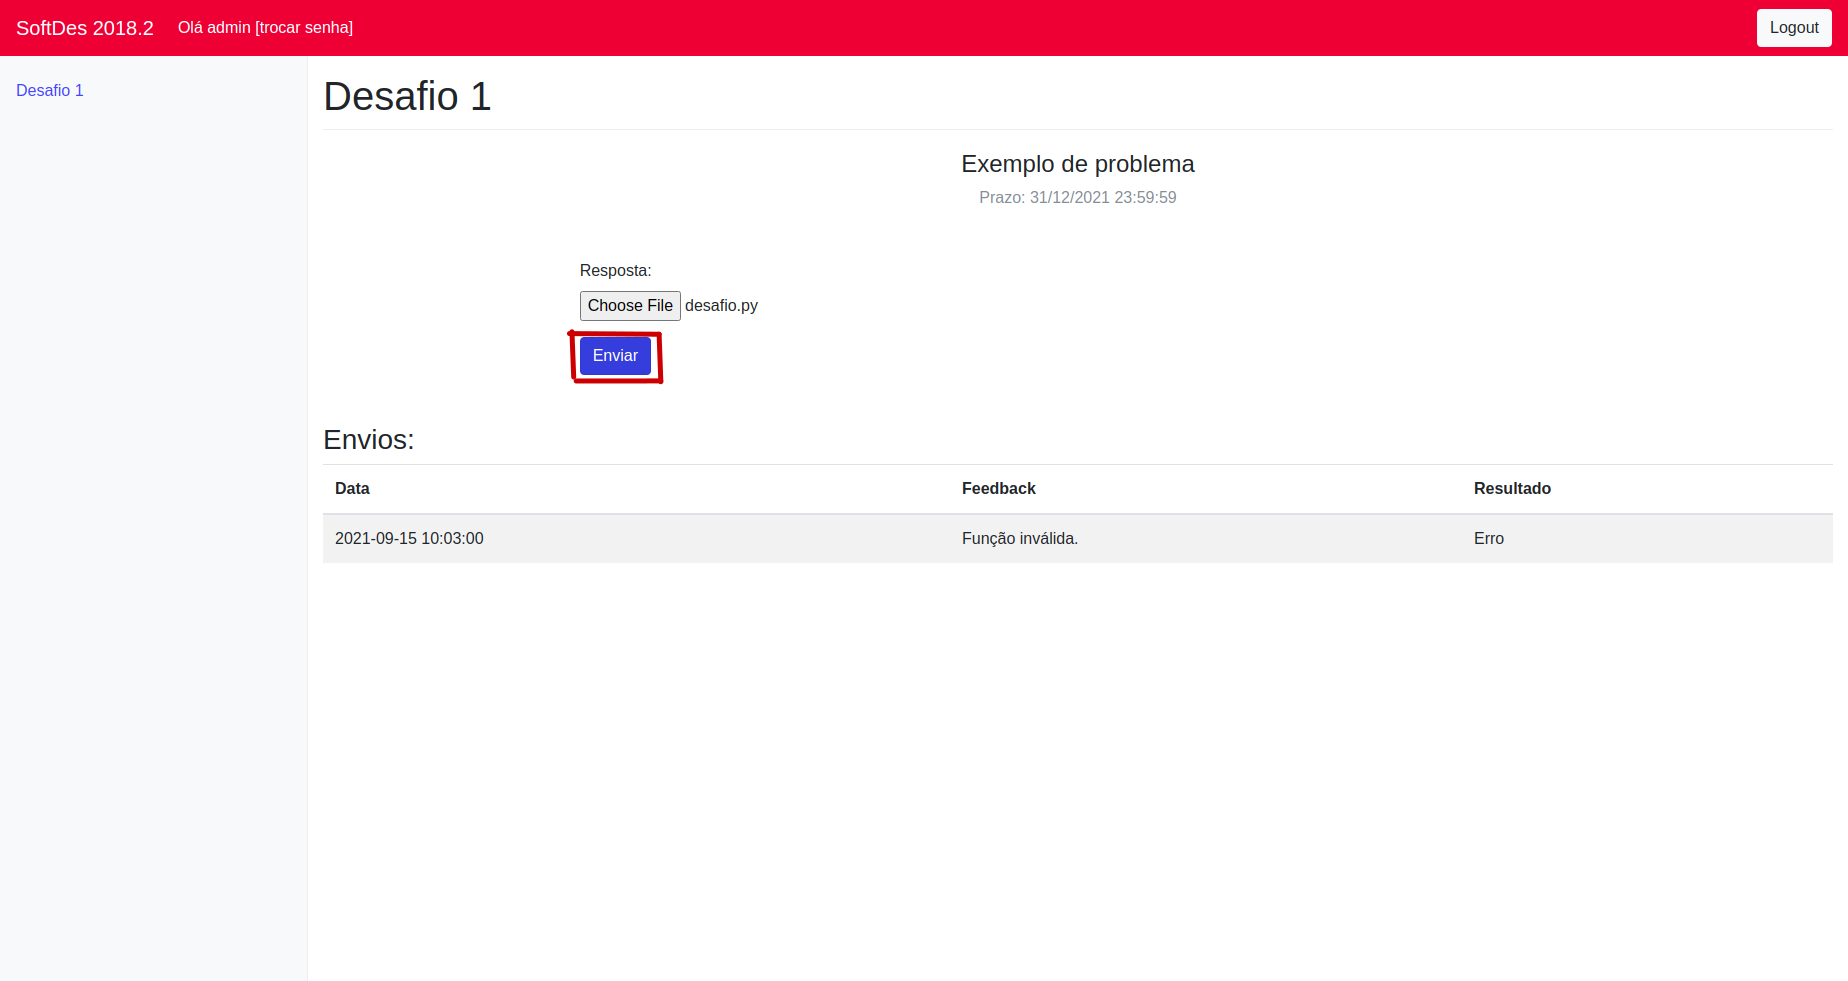 SoftDes 2018.2 Olá admin [trocar senha] Logout
Desafio 1
Desafio 1
Exemplo de problema
Prazo: 31/12/2021 23:59:59
Resposta:
Choose File desafio.py
Enviar
Envios:
Data Feedback Resultado
2021-09-15 10:03:00 Função inválida. Erro